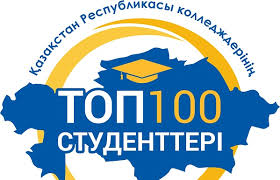 Қазақстан Республикасы колледждерінің
ТОП100
СТУДЕНТТЕРІ